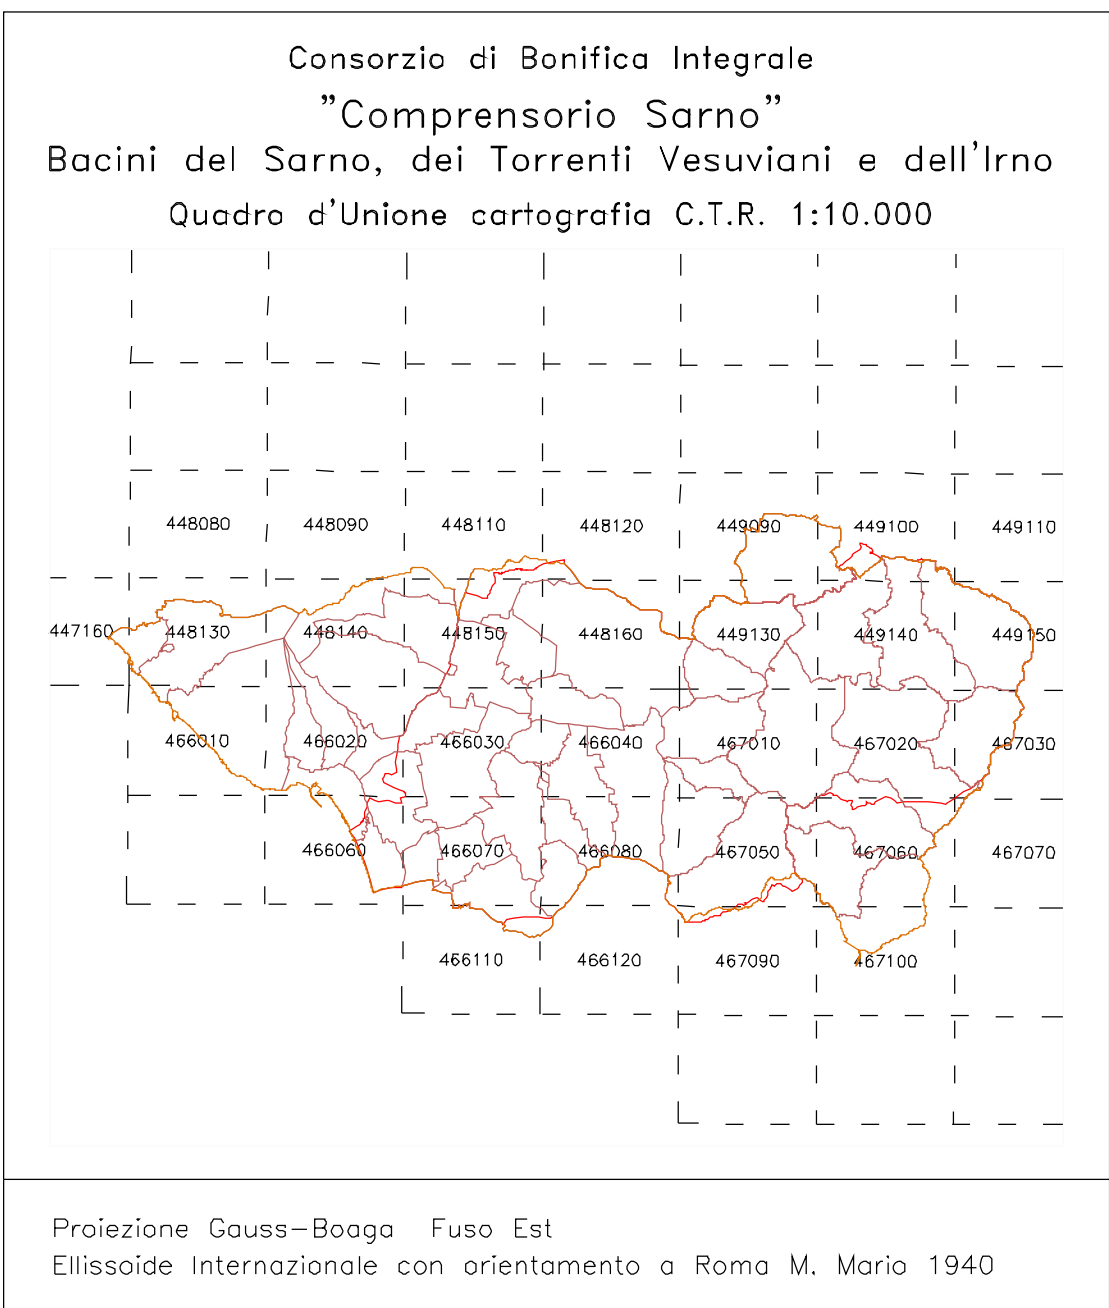 Consorzio di Bonifica Integrale
"Comprensorio Sarno"
Bacini del Sarno, dei Torrenti Vesuviani e dell'Irno
Quadro d'Unione cartografia C.T.R. 1:10.000
448080 448090 448110 448120 449090 449100 449110
447160 448130 448140 448150 448160 449130 449140 449150
466010 466020 466030 466040 467010 467020 467030
466060 466070 466080 467050 467060 467070
466110 466120 467090 467100
Proiezione Gauss-Boaga Fuso Est
Ellissoide Internazionale con orientamento a Roma M. Mario 1940